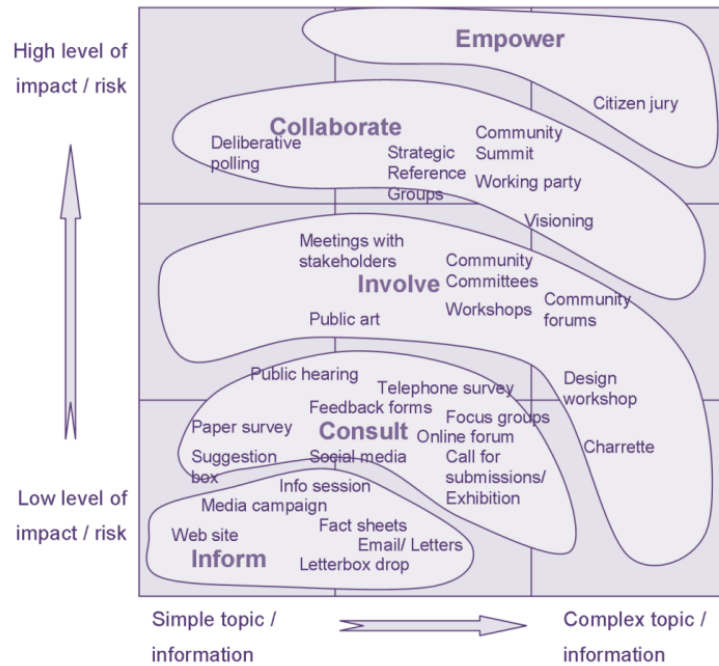 High level of
impact / risk
Empower
Citizen jury
Collaborate
Deliberative
polling
Strategic
Reference
Groups
Community
Summit
Working party
Visioning
Meetings with
stakeholders
Involve
Community
Committees
Workshops
Community
forums
Public art
Design
workshop
Charrette
Public hearing
Telephone survey
Feedback forms
Paper survey
Consult
Focus groups
Online forum
Suggestion
box
Social media
Call for
submissions/
Exhibition
Low level of
impact / risk
Info session
Media campaign
Web site
Fact sheets
Email/ Letters
Inform
Letterbox drop
Simple topic /
information
Complex topic /
information